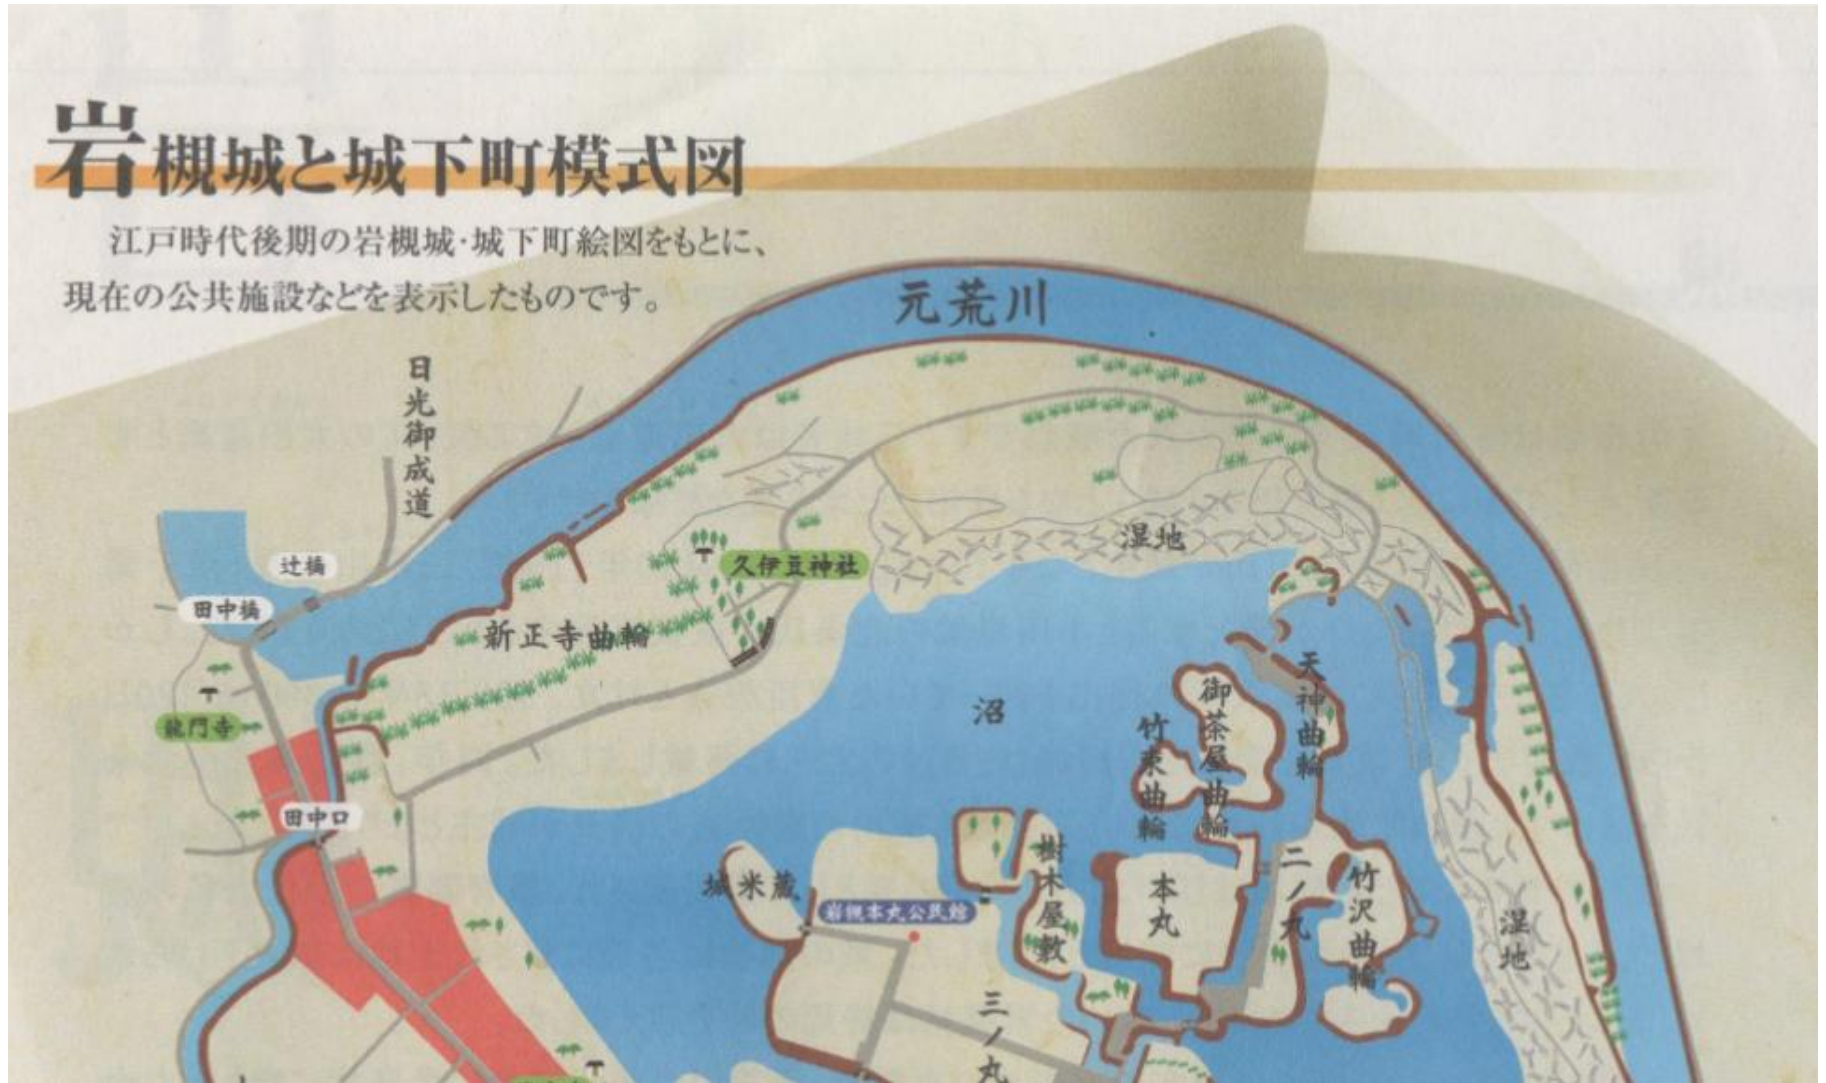 岩槻城と城下町模式図
江戸時代後期の岩槻城・城下町絵図をもとに、
現在の公共施設などを表示したものです。
元荒川
日光御成道
辻橋
田中橋
久伊豆神社
湿地
新正寺曲輪
龍門寺
沼
天神曲輪
御茶屋曲輪
竹束曲輪
田中口
樹木屋敷
城米蔵
岩槻本丸公民館
本丸
二ノ丸
竹沢曲輪
湿地
三ノ丸